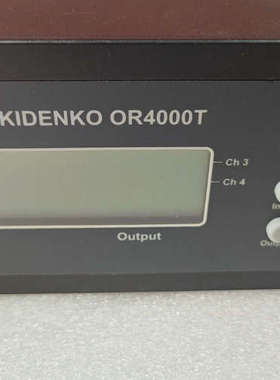 KIDENKO OR4000T
Ch 3
Ch 4
Output